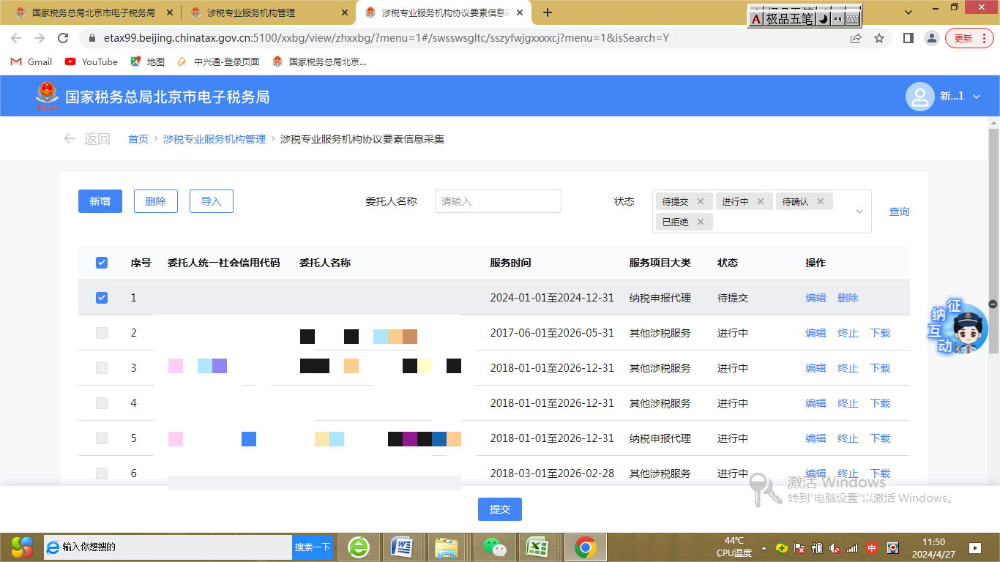 国家税务总局北京市电子税务局
涉税专业服务机构管理
涉税专业服务机构协议要素信息采
A 极品五笔
etax99.beijing.chinatax.gov.cn:5100/xxbg/view/zhxxbg/?menu=1#/swsswsgltc/sszyfwjgxxxxcj?menu=1&isSearch=Y
更新
Gmail YouTube 地图 中兴通-登录页面 国家税务总局北京...
国家税务总局北京市电子税务局
新...1
返回 首页 > 涉税专业服务机构管理 > 涉税专业服务机构协议要素信息采集
新增 删除 导入 委托人名称 请输入 状态 待提交 进行中 待确认 查询
已拒绝
序号 委托人统一社会信用代码 委托人名称 服务时间 服务项目大类 状态 操作
1 2024-01-01至2024-12-31 纳税申报代理 待提交 编辑 删除
2 2017-06-01至2026-05-31 其他涉税服务 进行中 编辑 终止 下载
3 2018-01-01至2026-12-31 其他涉税服务 进行中 编辑 终止 下载
4 2018-01-01至2026-12-31 其他涉税服务 进行中 编辑 终止 下载
5 2018-01-01至2026-12-31 纳税申报代理 进行中 编辑 终止 下载
6 2018-03-01至2026-02-28 其他涉税服务 进行中 编辑 终止 下载
征纳互动
激活 Windows
转到"电脑设置"以激活 Windows。
提交
输入你想搜的 搜索一下
44℃
CPU温度
中
11:50
2024/4/27